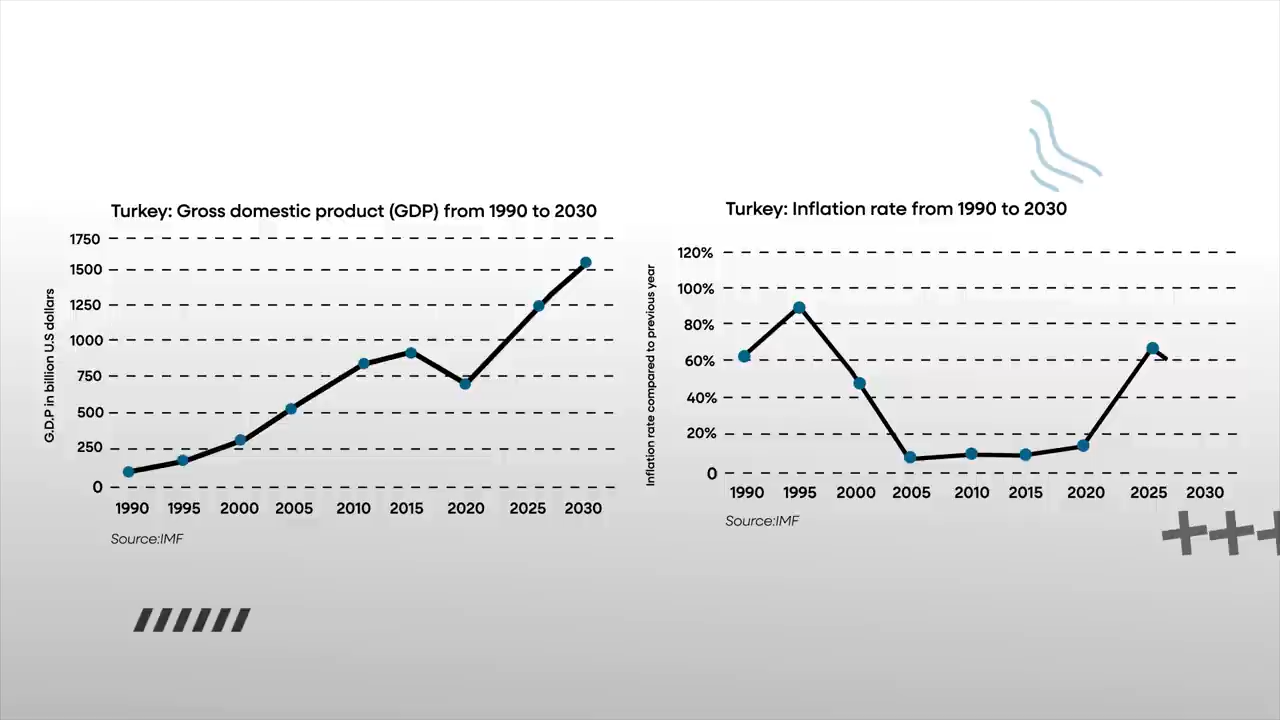 Turkey: Gross domestic product (GDP) from 1990 to 2030
G.D.P in billion U.S dollars
1750
1500
1250
1000
750
500
250
0
1990 1995 2000 2005 2010 2015 2020 2025 2030
Source:IMF
Turkey: Inflation rate from 1990 to 2030
Inflation rate compared to previous year
120%
100%
80%
60%
40%
20%
0
1990 1995 2000 2005 2010 2015 2020 2025 2030
Source:IMF